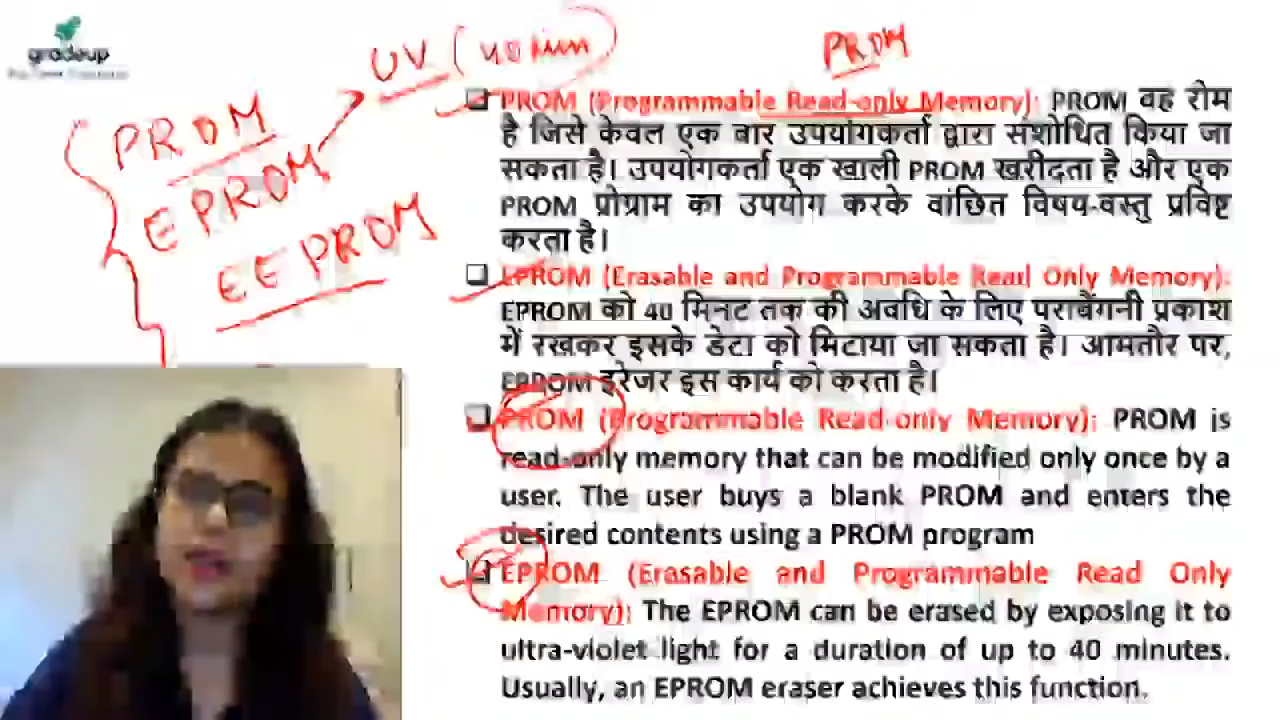 gradeup
UV (40 min)
PROM
PROM
EPROM
EEPROM
PROM (Programmable Read-only Memory): PROM वह रोम
है जिसे केवल एक बार उपयोगकर्ता द्वारा संशोधित किया जा
सकता है। उपयोगकर्ता एक खाली PROM खरीदता है और एक
PROM प्रोग्राम का उपयोग करके वांछित विषय-वस्तु प्रविष्ट
करता है।
EPROM (Erasable and Programmable Read Only Memory):
EPROM को 40 मिनट तक की अवधि के लिए पराबैंगनी प्रकाश
में रखकर इसके डेटा को मिटाया जा सकता है। आमतौर पर,
EPROM इरेजर इस कार्य को करता है।
PROM (Programmable Read-only Memory): PROM is
read-only memory that can be modified only once by a
user. The user buys a blank PROM and enters the
desired contents using a PROM program
EPROM (Erasable and Programmable Read Only
Memory): The EPROM can be erased by exposing it to
ultra-violet light for a duration of up to 40 minutes.
Usually, an EPROM eraser achieves this function.